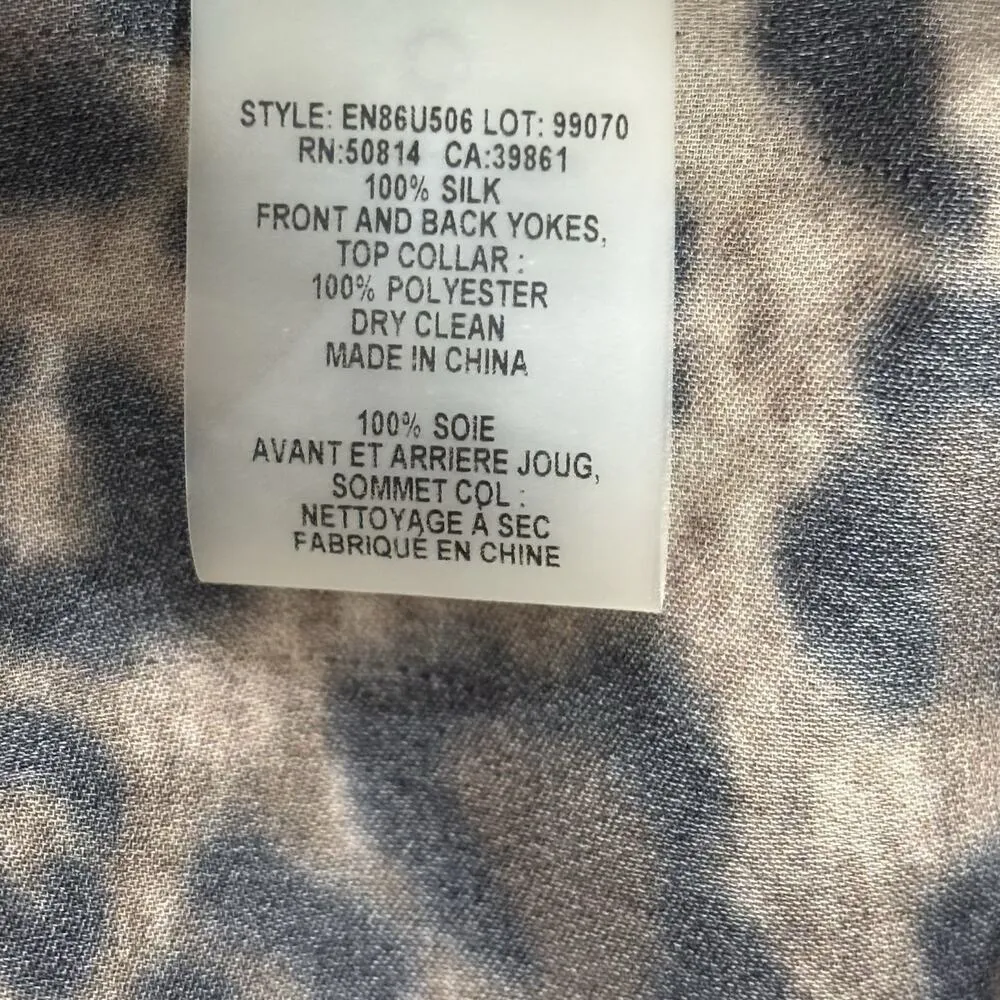 STYLE: EN86U506 LOT: 99070
RN:50814 CA:39861
100% SILK
FRONT AND BACK YOKES,
TOP COLLAR :
100% POLYESTER
DRY CLEAN
MADE IN CHINA
100% SOIE
AVANT ET ARRIERE JOUG,
SOMMET COL :
NETTOYAGE À SEC
FABRIQUÉ EN CHINE